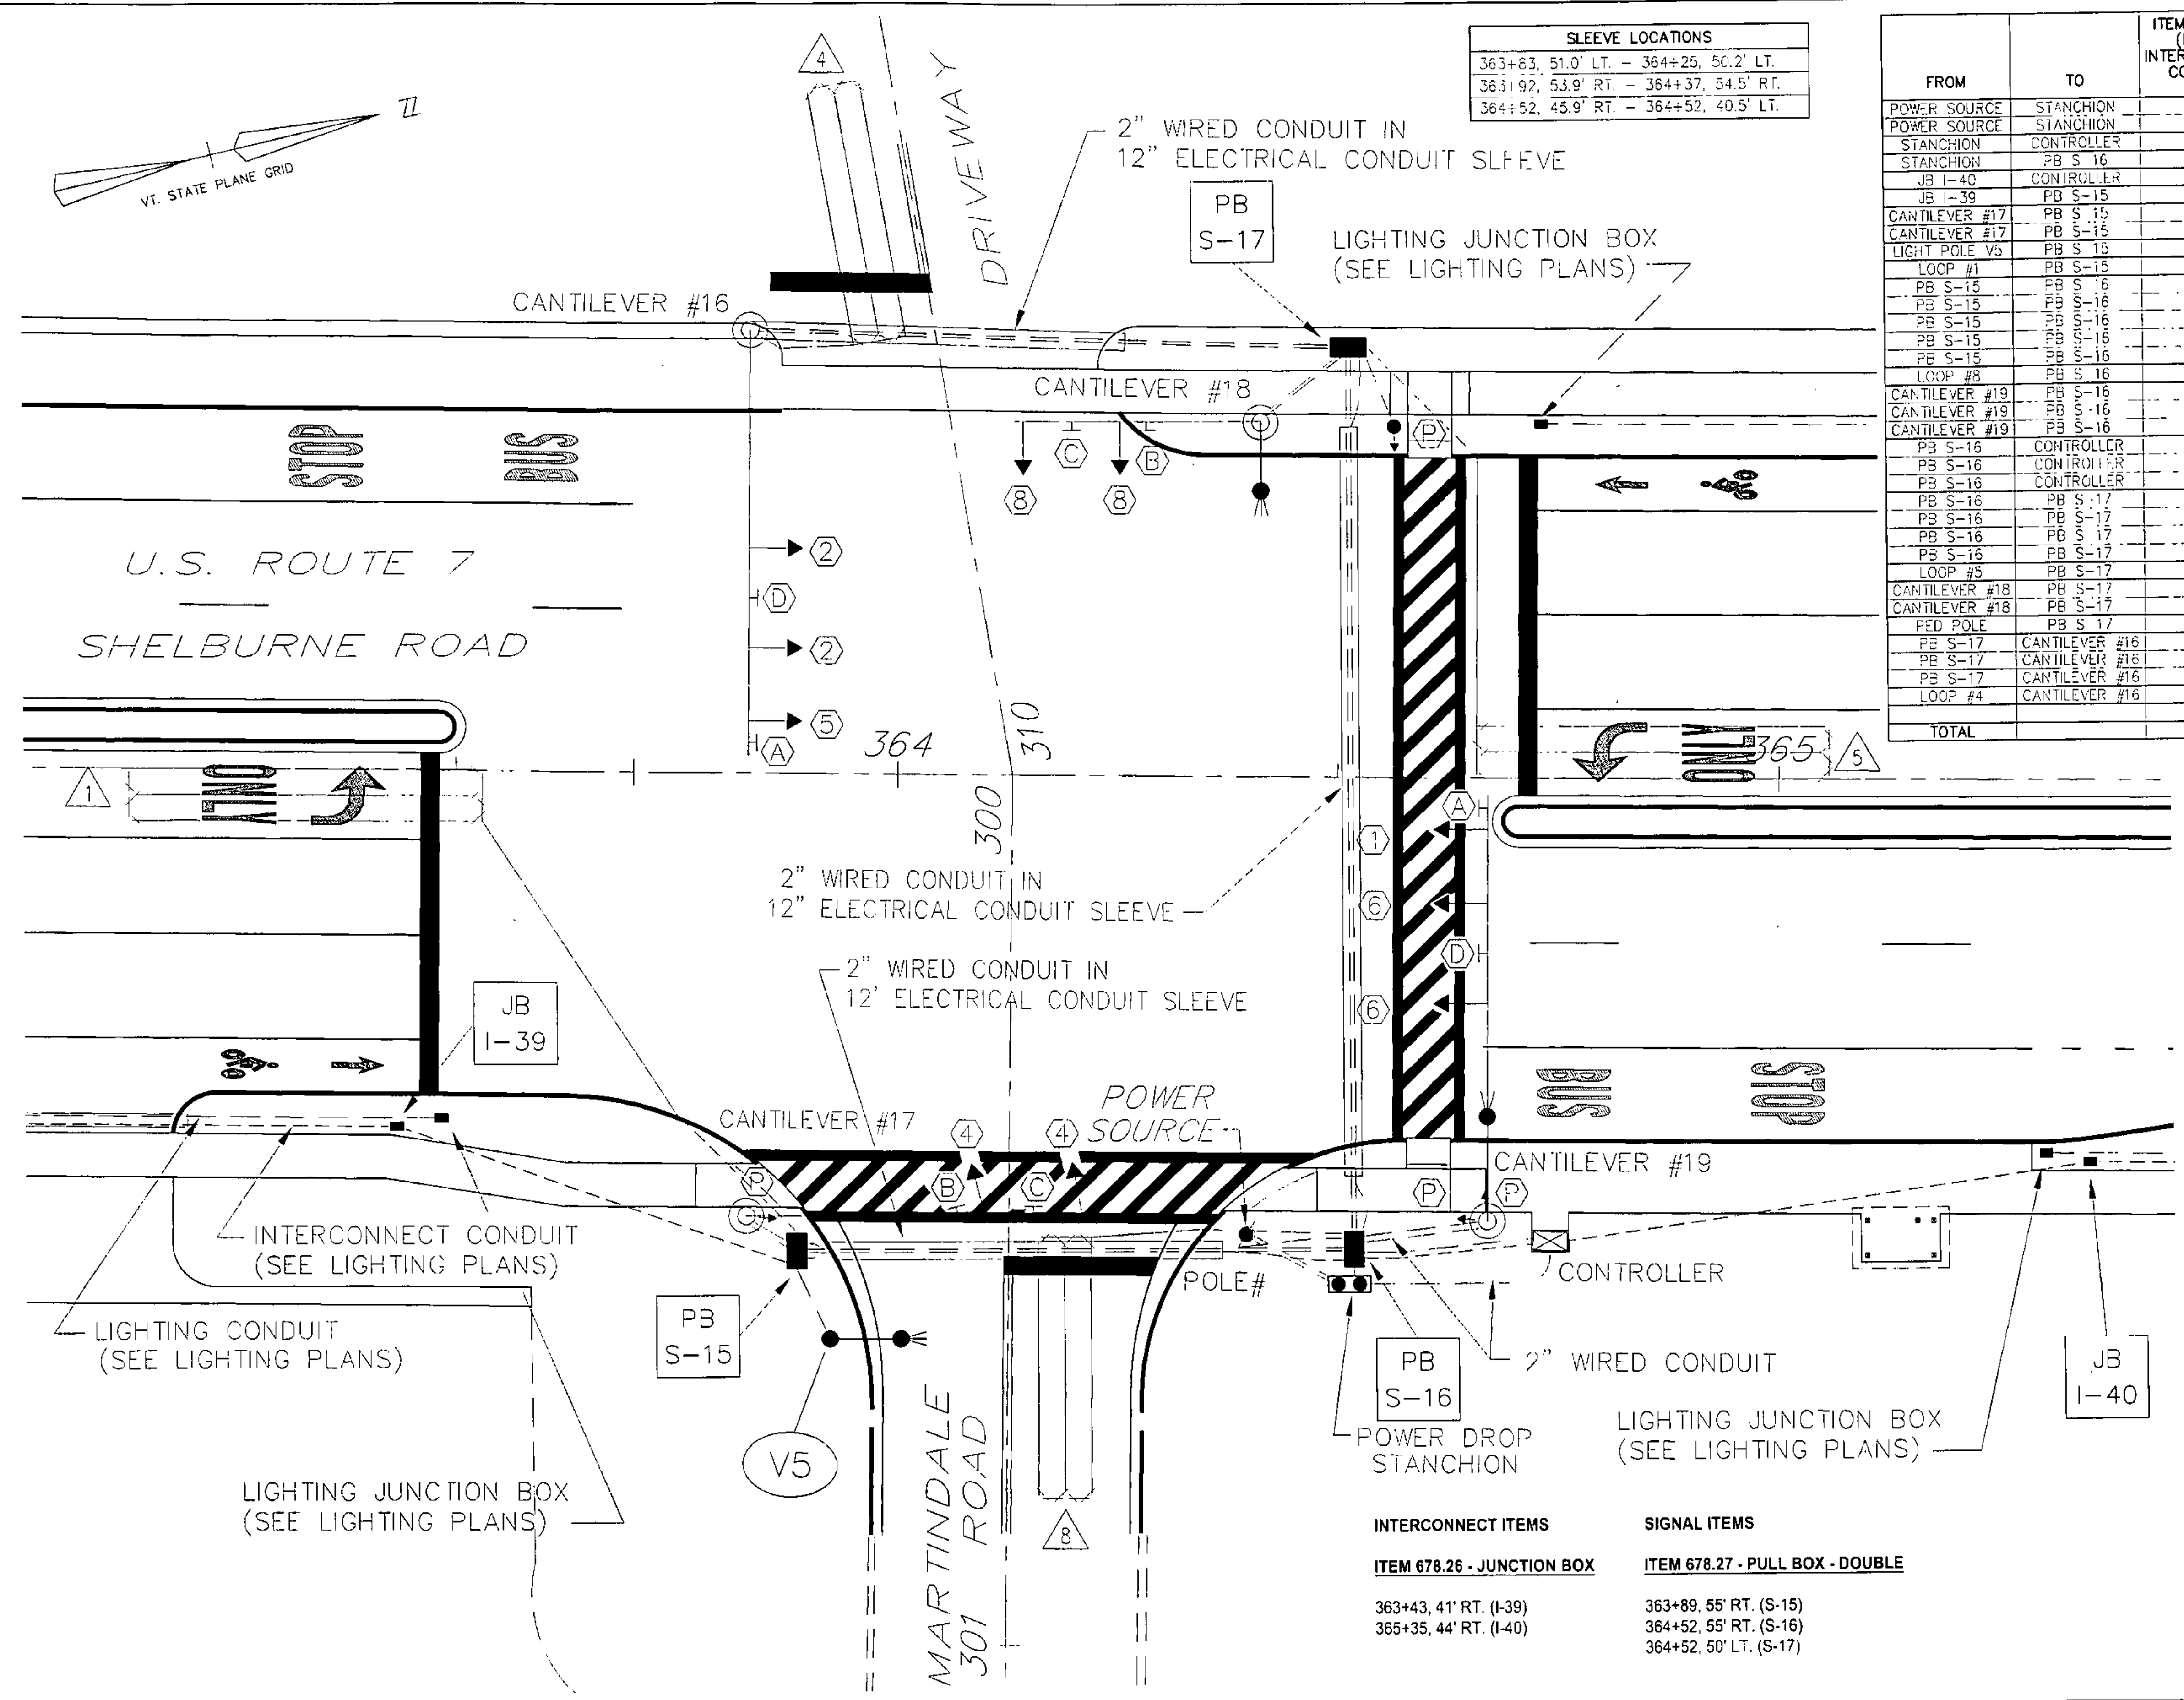 SLEEVE LOCATIONS
363+83, 51.0' LT. - 364+25, 50.2' LT.
363+92, 53.9' RT. - 364+37, 54.5' RT.
364+52, 45.9' RT. - 364+52, 40.5' LT.
FROM TO
POWER SOURCE STANCHION
POWER SOURCE STANCHION
STANCHION CONTROLLER
STANCHION PB S-16
JB I-40 CONTROLLER
JB I-39 PB S-15
CANTILEVER #17 PB S-15
CANTILEVER #17 PB S-15
LIGHT POLE V5 PB S-15
LOOP #1 PB S-15
PB S-15 PB S-16
PB S-15 PB S-16
PB S-15 PB S-16
PB S-15 PB S-16
PB S-15 PB S-16
LOOP #8 PB S-16
CANTILEVER #19 PB S-16
CANTILEVER #19 PB S-16
CANTILEVER #19 PB S-16
PB S-16 CONTROLLER
PB S-16 CONTROLLER
PB S-16 CONTROLLER
PB S-16 PB S-17
PB S-16 PB S-17
PB S-16 PB S-17
PB S-16 PB S-17
LOOP #5 PB S-17
CANTILEVER #18 PB S-17
CANTILEVER #18 PB S-17
PED POLE PB S-17
PB S-17 CANTILEVER #16
PB S-17 CANTILEVER #16
PB S-17 CANTILEVER #16
LOOP #4 CANTILEVER #16
TOTAL
VT. STATE PLANE GRID
N
4
DRIVEWAY
2" WIRED CONDUIT IN
12" ELECTRICAL CONDUIT SLEEVE
PB
S-17
LIGHTING JUNCTION BOX
(SEE LIGHTING PLANS)
CANTILEVER #16
CANTILEVER #18
P
C
B
8
8
STOP
BUS
U.S. ROUTE 7
SHELBURNE ROAD
2
D
2
5
A
364
310
300
365
ONLY
5
1
ONLY
A
1
6
D
6
2" WIRED CONDUIT IN
12" ELECTRICAL CONDUIT SLEEVE
2" WIRED CONDUIT IN
12' ELECTRICAL CONDUIT SLEEVE
JB
I-39
POWER
SOURCE
BUS
STOP
CANTILEVER #17
4
4
P
B
C
P
P
CANTILEVER #19
INTERCONNECT CONDUIT
(SEE LIGHTING PLANS)
POLE#
CONTROLLER
LIGHTING CONDUIT
(SEE LIGHTING PLANS)
PB
S-15
PB
S-16
2" WIRED CONDUIT
JB
I-40
POWER DROP
STANCHION
LIGHTING JUNCTION BOX
(SEE LIGHTING PLANS)
V5
LIGHTING JUNCTION BOX
(SEE LIGHTING PLANS)
MARTINDALE
301 ROAD
8
INTERCONNECT ITEMS
ITEM 678.26 - JUNCTION BOX
363+43, 41' RT. (I-39)
365+35, 44' RT. (I-40)
SIGNAL ITEMS
ITEM 678.27 - PULL BOX - DOUBLE
363+89, 55' RT. (S-15)
364+52, 55' RT. (S-16)
364+52, 50' LT. (S-17)